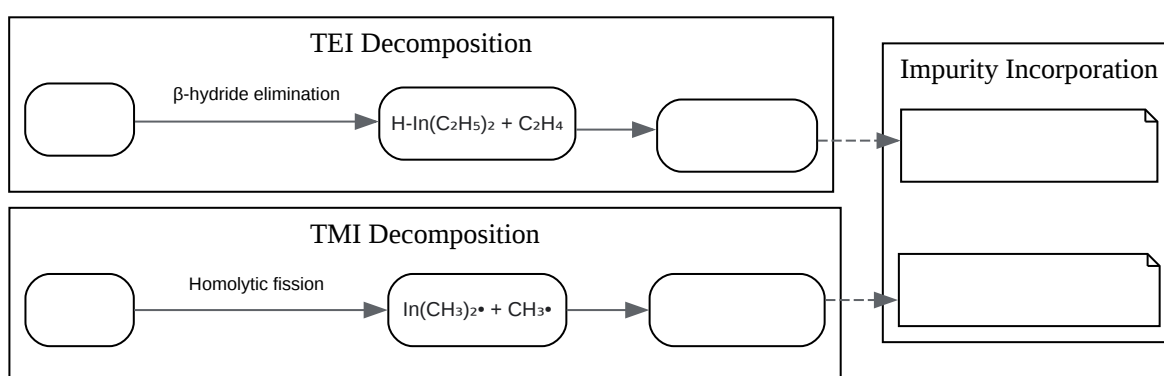 TEI Decomposition
β-hydride elimination
H-In(C₂H₅)₂ + C₂H₄
Impurity Incorporation
TMI Decomposition
Homolytic fission
In(CH₃)₂• + CH₃•